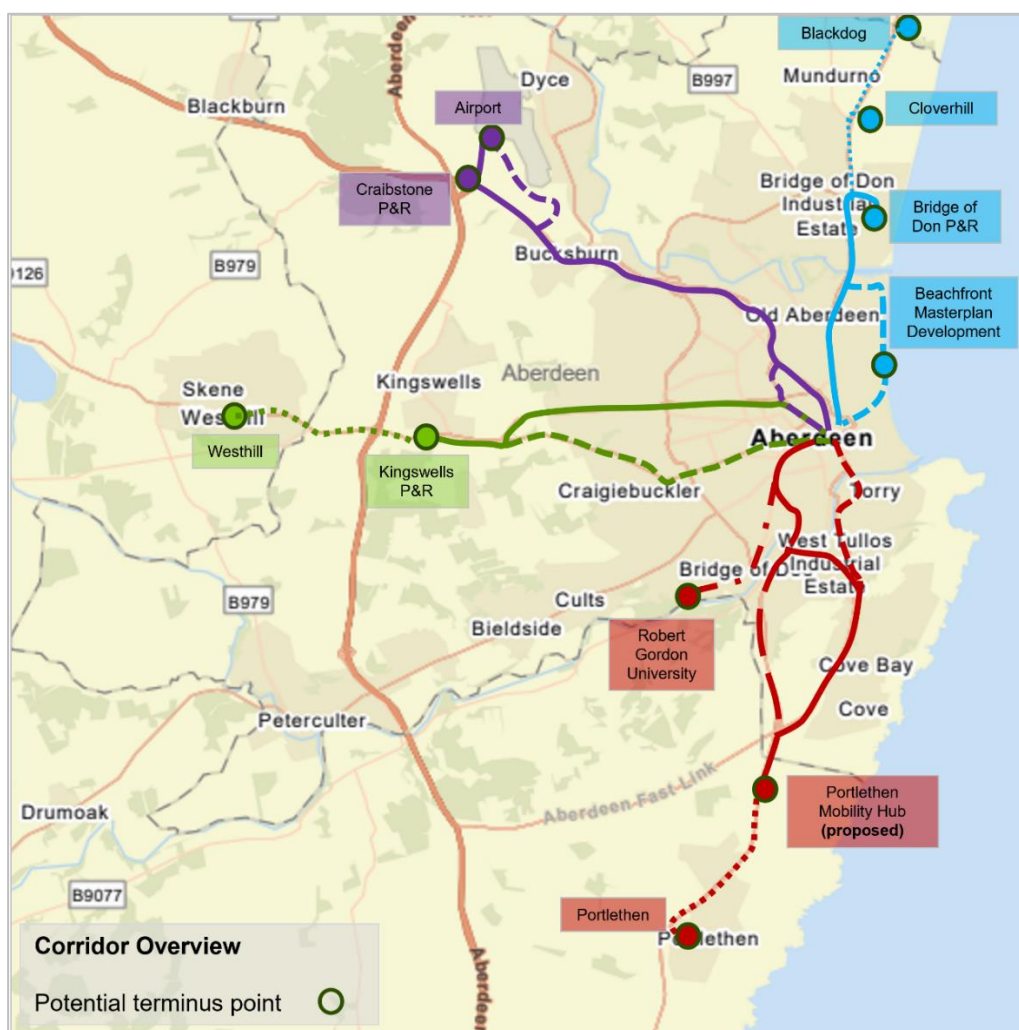 Blackdog
Aberdeen
Dyce
B997
Mundurno
Blackburn
Airport
Cloverhill
Craibstone
P&R
Bridge of Don
Industrial
Estate
Bridge of
Don P&R
Bucksburn
B979
Beachfront
Masterplan
Development
Old Aberdeen
Kingswells
Aberdeen
Skene
Westhill
Kingswells
P&R
Aberdeen
Craigiebuckler
Torry
West Tullos
Industrial
Estate
Bridge of Dee
B979
Cults
Bieldside
Robert
Gordon
University
Cove Bay
Cove
Peterculter
Portlethen
Mobility Hub
(proposed)
Aberdeen Fast Link
Drumoak
B9077
Portlethen
Portlethen
Aberdeen
Corridor Overview
Potential terminus point